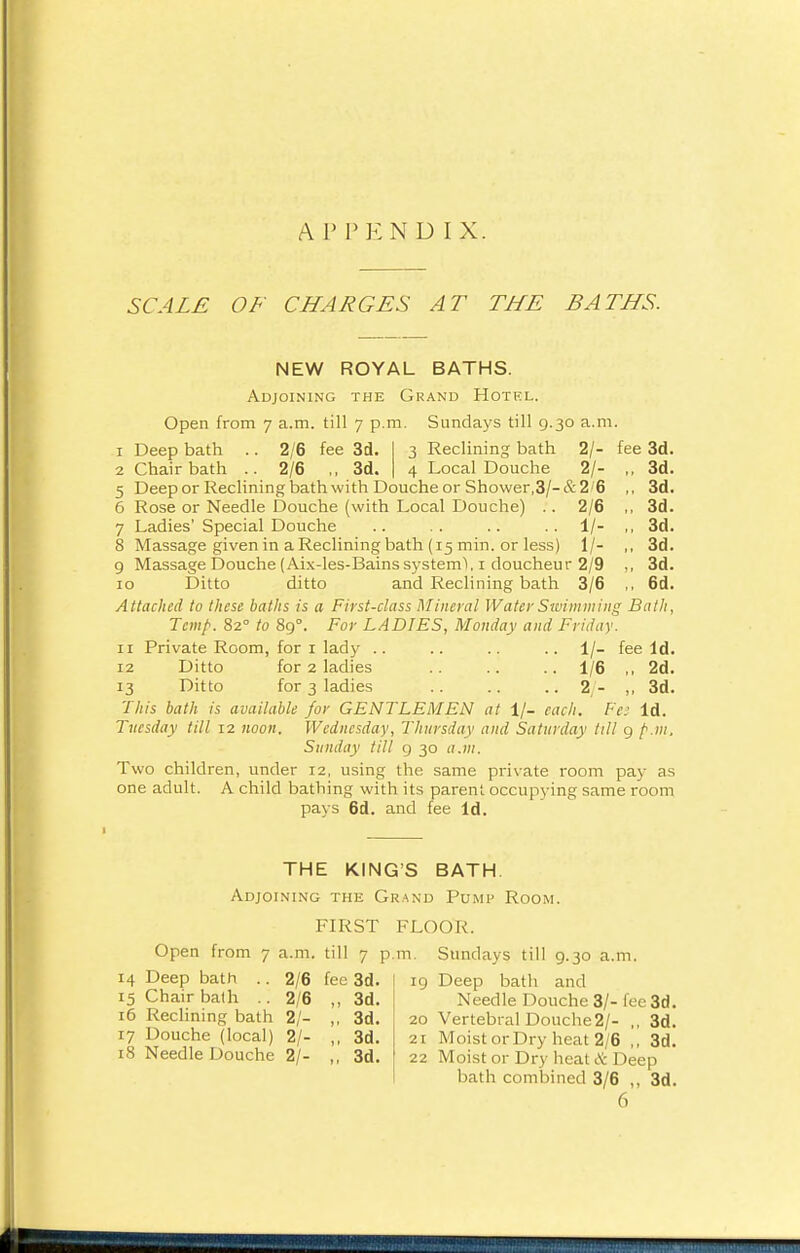 APPENDIX.
SCALE OF CHARGES AT THE BATHS.
NEW ROYAL BATHS.
Adjoining the Grand Hotel.
Open from 7 a.m. till 7 p.m. Sundays till 9.30 a.m.
1 Deep bath .. 2/6 fee 3d. | 3 Reclining bath 2/- fee 3d.
2 Chair bath .. 2/6 ,, 3d. | 4 Local Douche 2/- ,, 3d.
5 Deep or Reclining bath with Douche or Shower, 3/- & 2/6 ,, 3d.
6 Rose or Needle Douche (with Local Douche) .. 2/6 ,, 3d.
7 Ladies' Special Douche .. .. .. .. 1/- ,, 3d.
8 Massage given in a Reclining bath (15 min. or less) 1/- ,, 3d.
9 Massage Douche (Aix-les-Bains system), 1 doucheur 2/9 ,, 3d.
10 Ditto ditto and Reclining bath 3/6 ,, 6d.
Attached to these baths is a First-class Mineral Water Swimming Bath,
Temp. 82° to 89°. For LADIES, Monday and Friday.
11 Private Room, for 1 lady .. .. .. .. 1/- fee 1d.
12 Ditto for 2 ladies .. .. .. 1/6 ,, 2d.
13 Ditto for 3 ladies .. .. .. 2/- ,, 3d.
This bath is available for GENTLEMEN at 1/- each. Fee 1d.
Tuesday till 12 noon. Wednesday, Thursday and Saturday till 9 p.m.
Sunday till 9 30 a.m.
Two children, under 12, using the same private room pay as
one adult. A child bathing with its parent occupying same room
pays 6d. and fee 1d.
THE KING'S BATH.
Adjoining the Grand Pump Room.
FIRST FLOOR.
Open from 7 a.m. till 7 p.m. Sundays till 9.30 a.m.
14 Deep bath .. 2/6 fee 3d.
15 Chair bath .. 2/6 ,, 3d.
16 Reclining bath 2/- ,, 3d.
17 Douche (local) 2/- ,, 3d.
18 Needle Douche 2/- ,, 3d.
19 Deep bath and
Needle Douche 3/- fee 3d.
20 Vertebral Douche 2/- ,, 3d.
21 Moist or Dry heat 2/6 ,, 3d.
22 Moist or Dry heat & Deep
bath combined 3/6 ,, 3d.
6